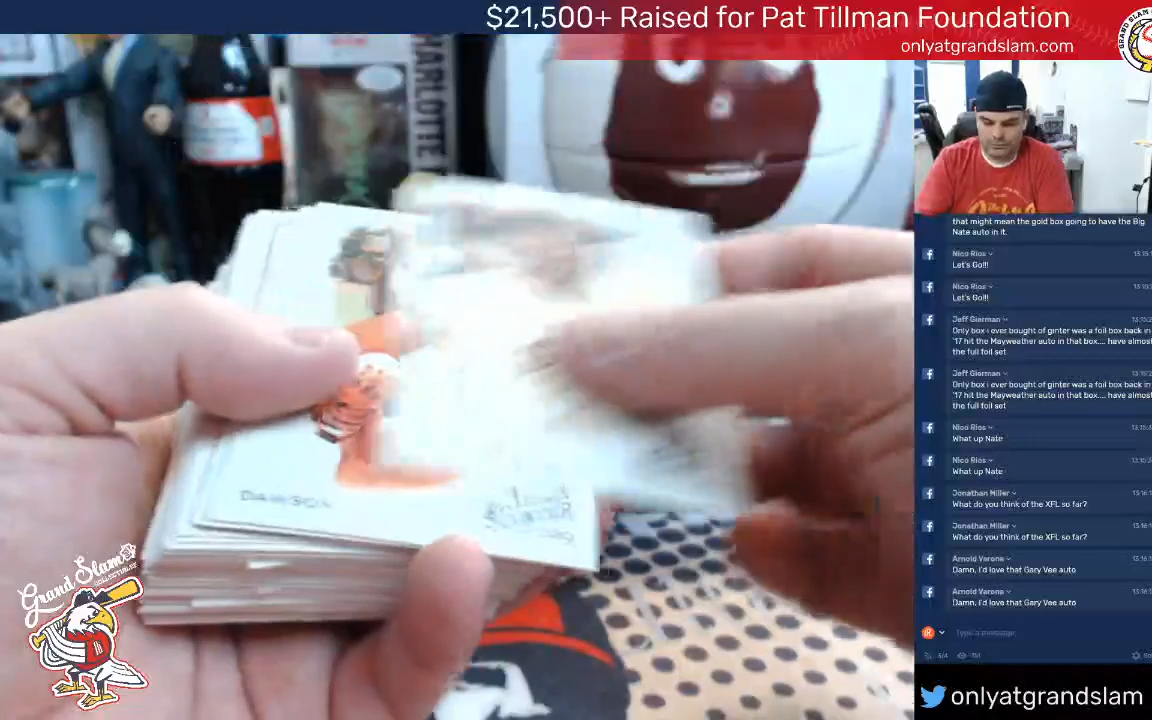 $21,500+ Raised for Pat Tillman Foundation
onlyatgrandslam.com
that might mean the gold box going to have the Big
Nate auto in it.
Nico Rios
Let's Go!!!
Nico Rios
Let's Go!!!
Jeff Gierman
Only box i ever bought of ginter was a foil box back in
'17 hit the Mayweather auto in that box.... have almost
the full foil set
Jeff Gierman
Only box i ever bought of ginter was a foil box back in
'17 hit the Mayweather auto in that box.... have almost
the full foil set
Nico Rios
What up Nate
Nico Rios
What up Nate
Jonathan Miller
What do you think of the XFL so far?
Jonathan Miller
What do you think of the XFL so far?
Arnold Varona
Damn, I'd love that Gary Vee auto
Arnold Varona
Damn, I'd love that Gary Vee auto
Type a message
DAWSON
Grand Slam
COLLECTIBLES
onlyatgrandslam